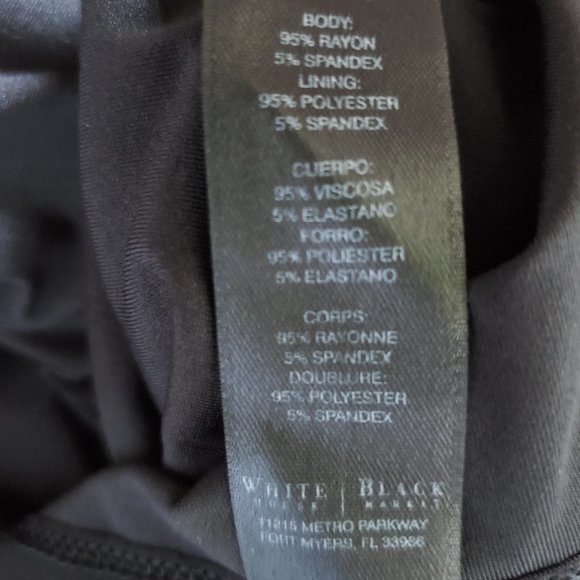 BODY:
95% RAYON
5% SPANDEX
LINING:
95% POLYESTER
5% SPANDEX
CUERPO:
95% VISCOSA
5% ELASTANO
FORRO:
95% POLIESTER
5% ELASTANO
CORPS:
95% RAYONNE
5% SPANDEX
DOUBLURE:
95% POLYESTER
5% SPANDEX
WHITE | BLACK
HOUSE | MARKET
11215 METRO PARKWAY
FORT MYERS, FL 33966